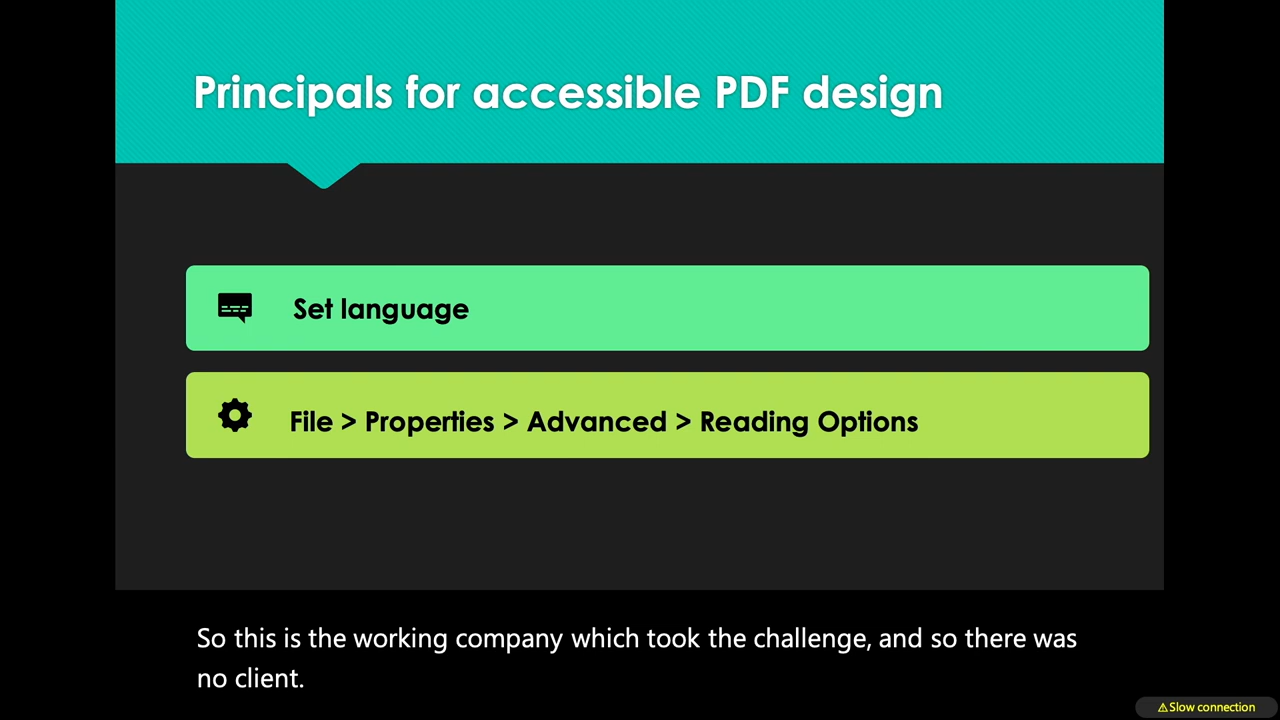 Principals for accessible PDF design
Set language
File > Properties > Advanced > Reading Options
So this is the working company which took the challenge, and so there was
no client.
⚠Slow connection